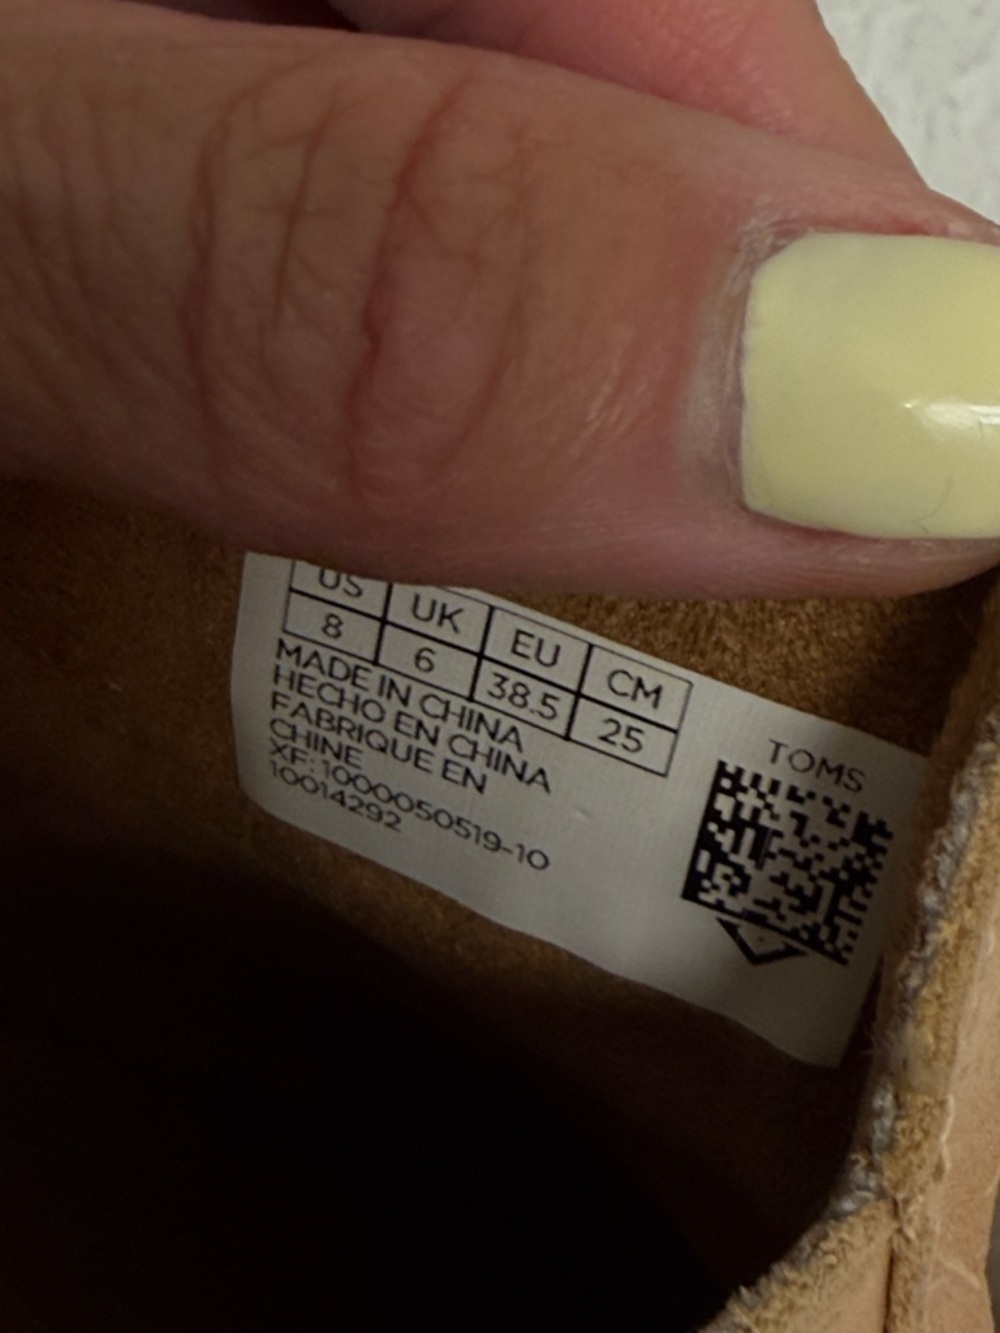 US UK EU CM
8 6 38.5 25
MADE IN CHINA
HECHO EN CHINA
FABRIQUE EN
CHINE
XF: 1000050519-10
10014292
TOMS